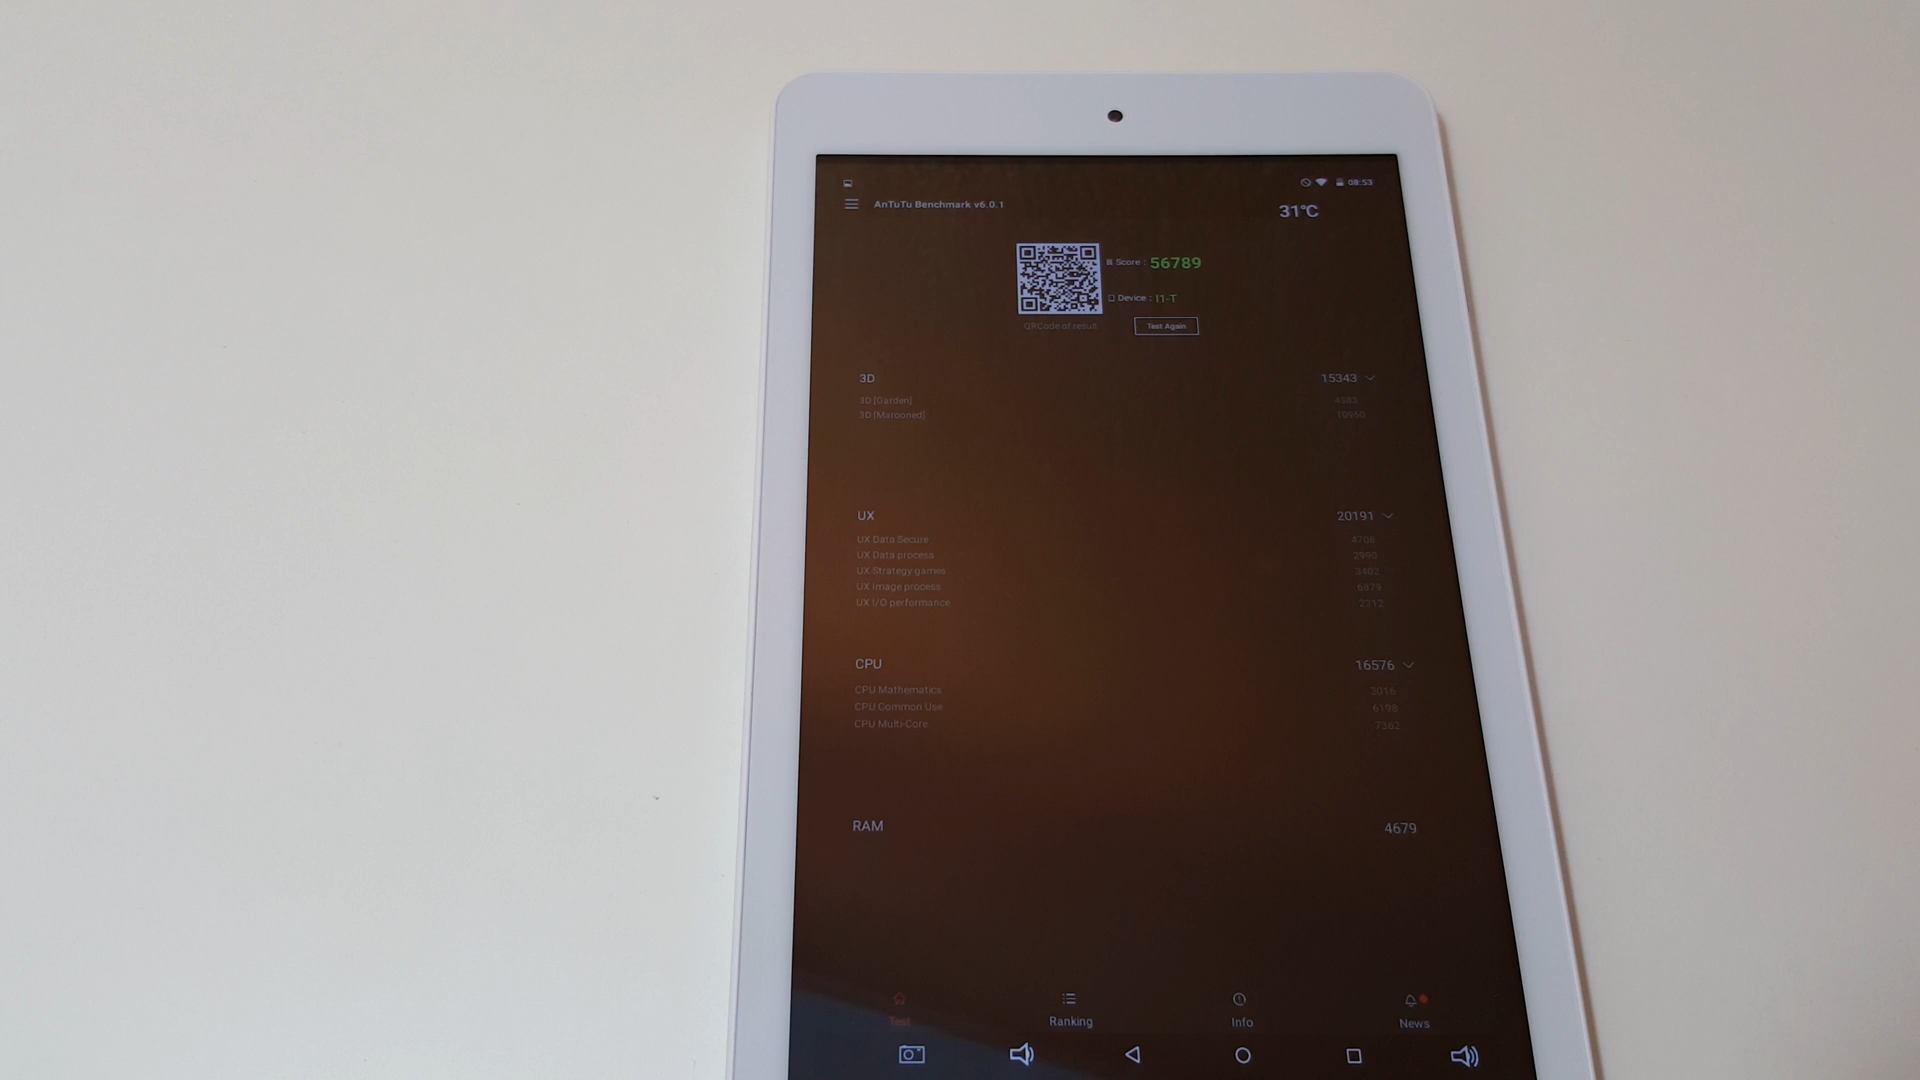 08:53
AnTuTu Benchmark v6.0.1
31°C
Score : 56789
Device : I1-T
QRCode of result
Test Again
3D 15343
3D [Garden] 4383
3D [Marooned] 10960
UX 20191
UX Data Secure 4706
UX Data process 2990
UX Strategy games 3402
UX Image process 6879
UX I/O performance 2212
CPU 16576
CPU Mathematics 3016
CPU Common Use 6198
CPU Multi-Core 7362
RAM 4679
Test Ranking Info News